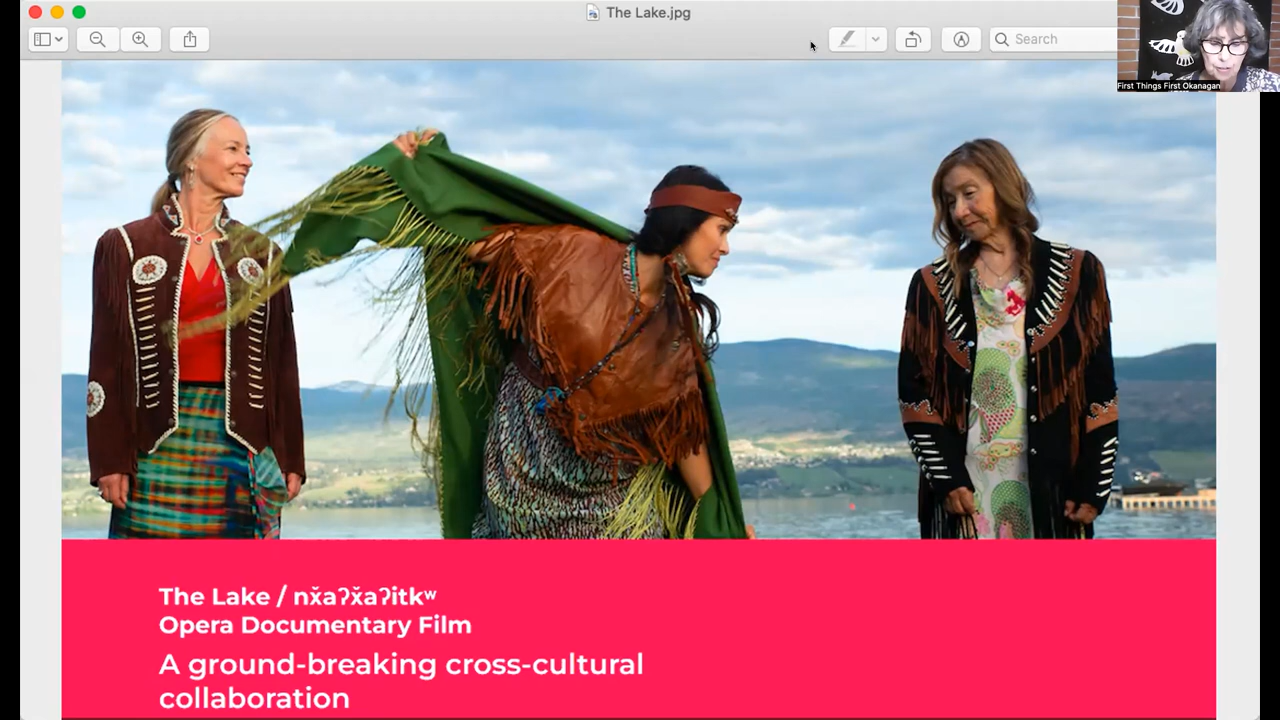 The Lake.jpg
Search
First Things First Okanagan
The Lake / nx̌aʔx̌aʔitkʷ
Opera Documentary Film
A ground-breaking cross-cultural
collaboration